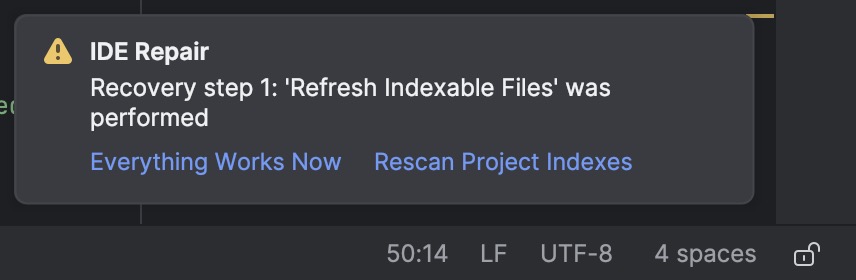 IDE Repair
Recovery step 1: 'Refresh Indexable Files' was
performed
Everything Works Now Rescan Project Indexes
50:14 LF UTF-8 4 spaces